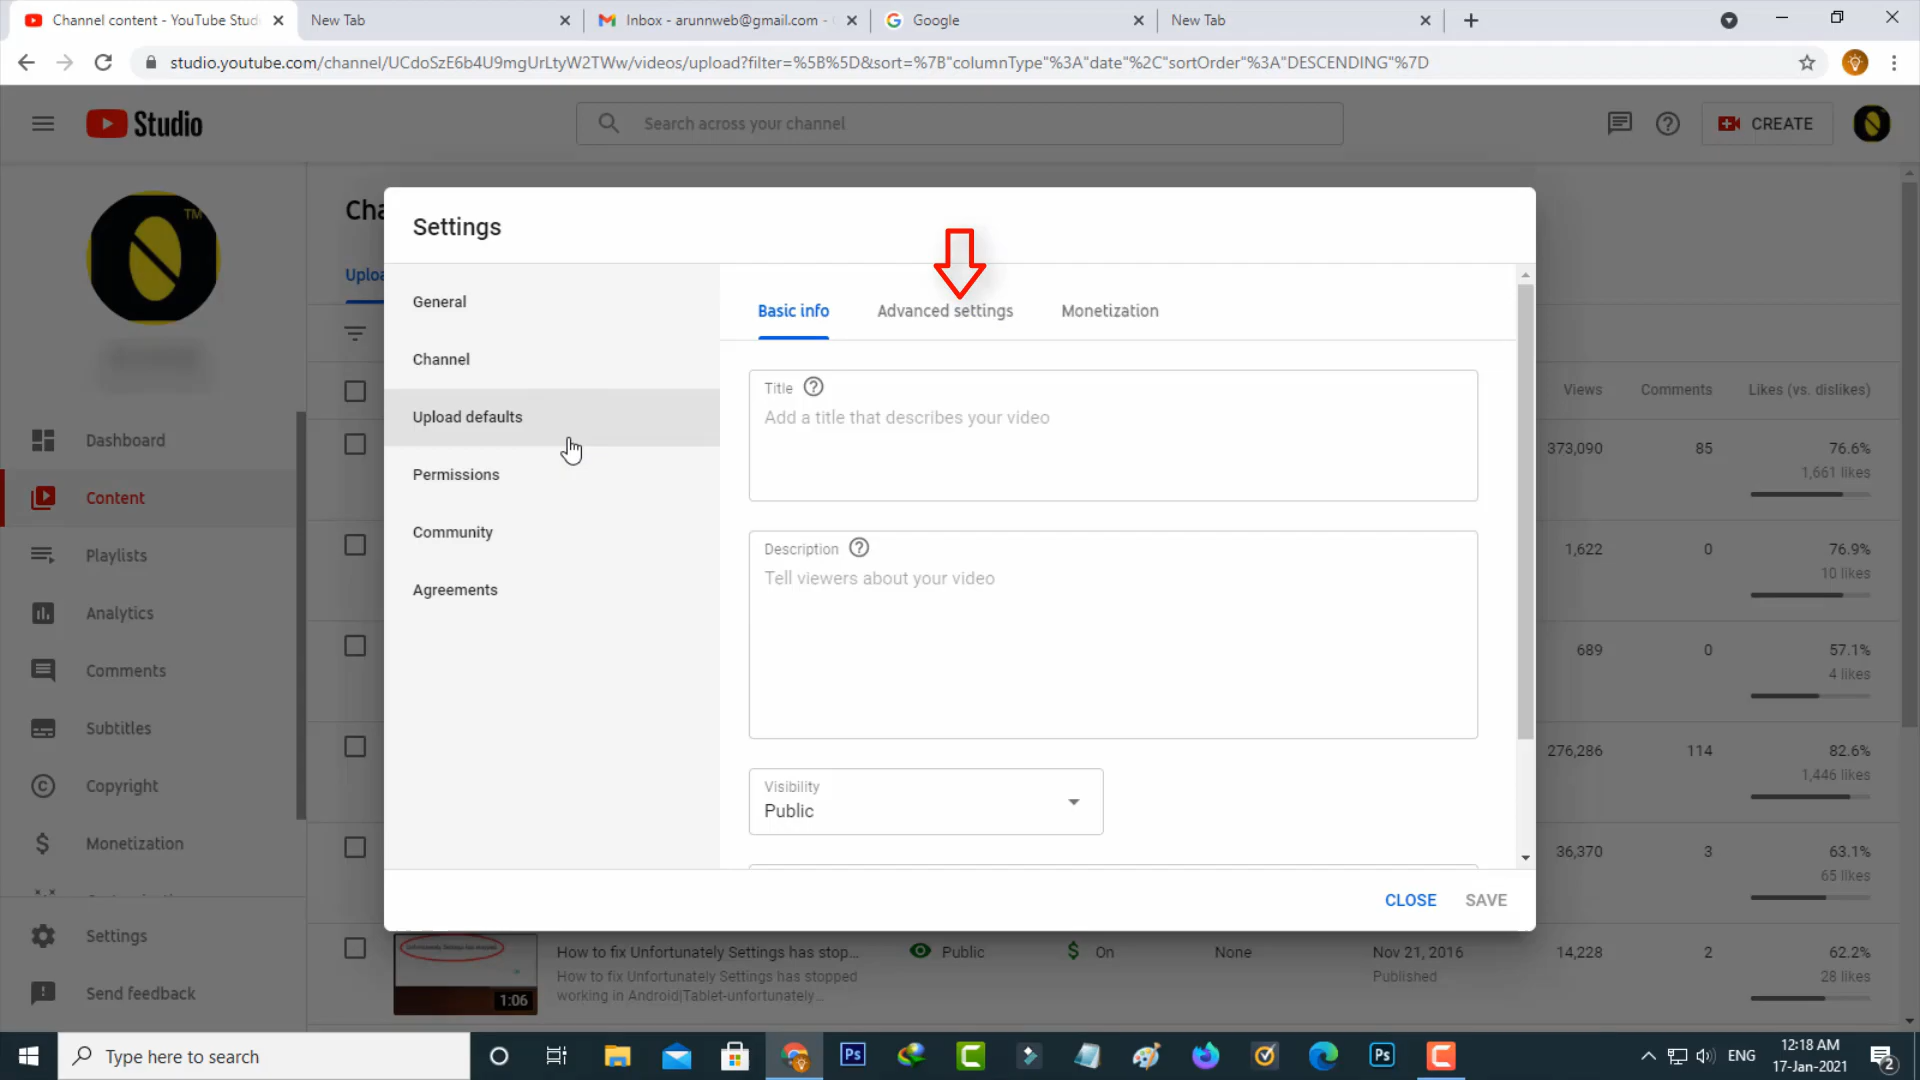 Channel content - YouTube Studi
New Tab
Inbox - arunnweb@gmail.com -
Google
New Tab
studio.youtube.com/channel/UCdoSzE6b4U9mgUrLtyW2TWw/videos/upload?filter=%5B%5D&sort=%7B"columnType"%3A"date"%2C"sortOrder"%3A"DESCENDING"%7D
Studio
Search across your channel
CREATE
TM
Cha
Uploa
Settings
General
Channel
Upload defaults
Permissions
Community
Agreements
Basic info
Advanced settings
Monetization
Title
Add a title that describes your video
Description
Tell viewers about your video
Visibility
Public
CLOSE
SAVE
Dashboard
Content
Playlists
Analytics
Comments
Subtitles
Copyright
Monetization
Settings
Send feedback
Views
Comments
Likes (vs. dislikes)
373,090
85
76.6%
1,661 likes
1,622
0
76.9%
10 likes
689
0
57.1%
4 likes
276,286
114
82.6%
1,446 likes
36,370
3
63.1%
65 likes
1:06
How to fix Unfortunately Settings has stop...
How to fix Unfortunately Settings has stopped
working in Android|Tablet-unfortunately...
Public
On
None
Nov 21, 2016
Published
14,228
2
62.2%
28 likes
Type here to search
Ps
Ps
ENG
12:18 AM
17-Jan-2021
2